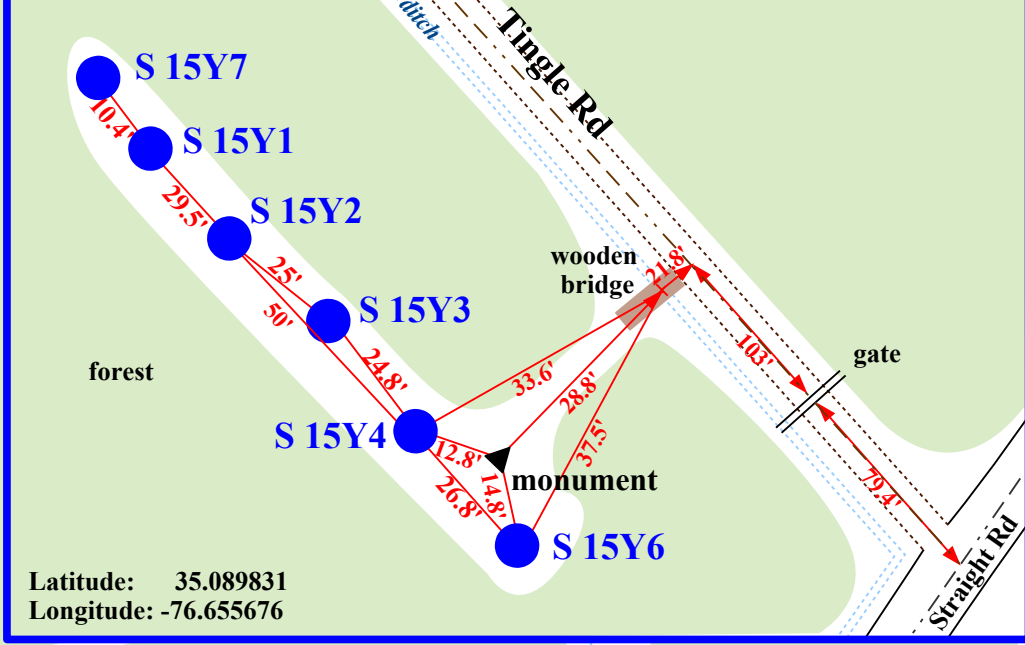 ditch
Tingle Rd
S 15Y7
10.4'
S 15Y1
29.5'
S 15Y2
25'
50'
S 15Y3
24.8'
wooden
bridge
21.8'
103'
gate
forest
33.6'
28.8'
37.5'
S 15Y4
12.8'
14.8'
26.8'
monument
79.4'
S 15Y6
Straight Rd
Latitude: 35.089831
Longitude: -76.655676